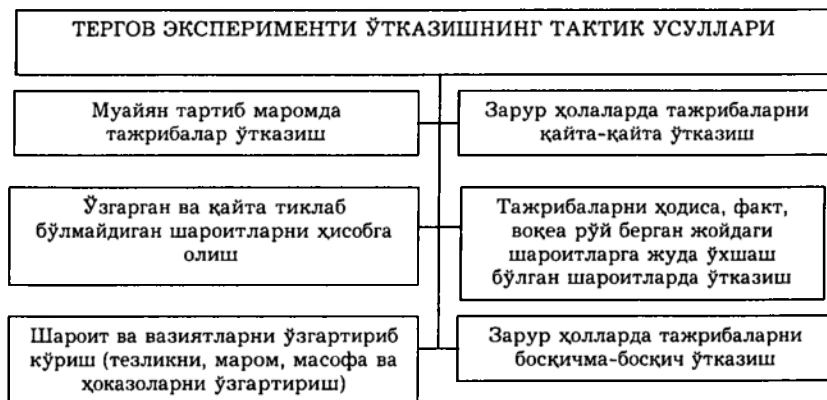 ТЕРГОВ ЭКСПЕРИМЕНТИ ЎТКАЗИШНИНГ ТАКТИК УСУЛЛАРИ
Муайян тартиб маромда
тажрибалар ўтказиш
Зарур ҳолаларда тажрибаларни
қайта-қайта ўтказиш
Ўзгарган ва қайта тиклаб
бўлмайдиган шароитларни ҳисобга
олиш
Тажрибаларни ҳодиса, факт,
воқеа рўй берган жойдаги
шароитларга жуда ўхшаш
бўлган шароитларда ўтказиш
Шароит ва вазиятларни ўзгартириб
кўриш (тезликни, маром, масофа ва
ҳоказоларни ўзгартириш)
Зарур ҳолларда тажрибаларни
босқичма-босқич ўтказиш